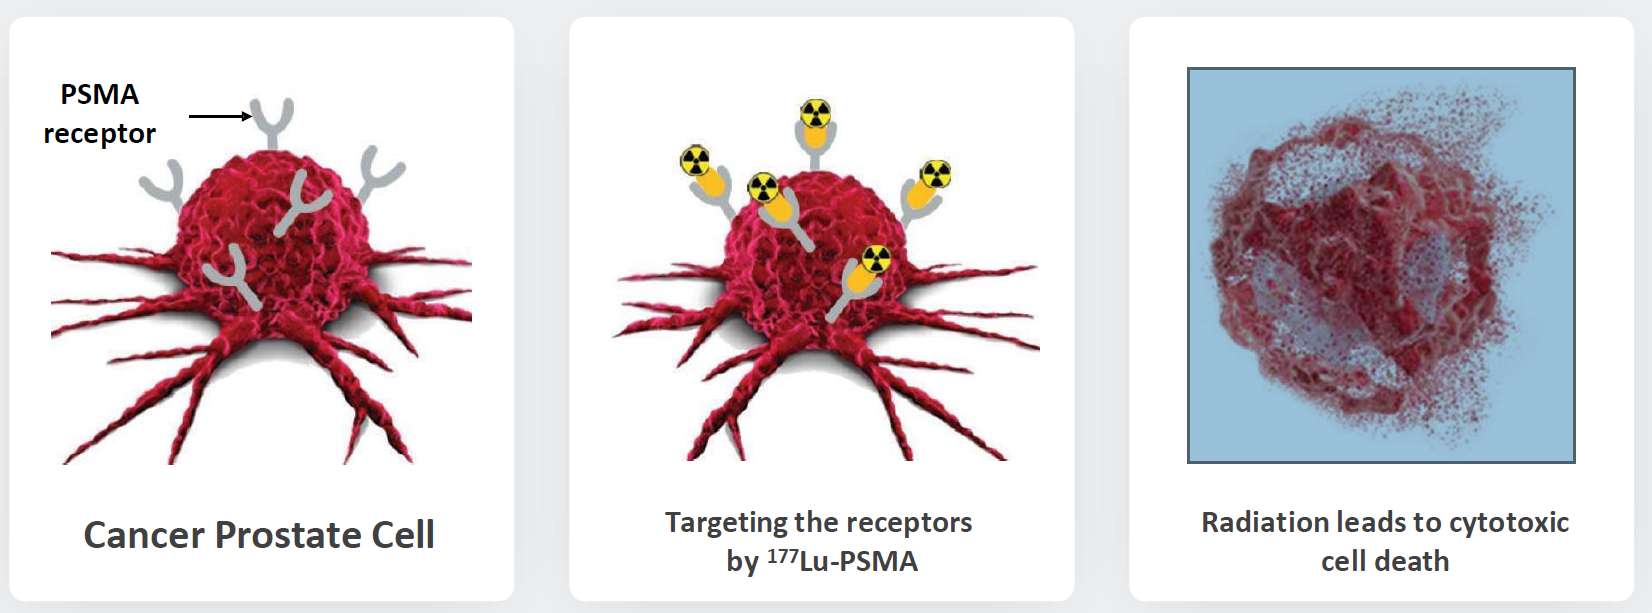 PSMA
receptor
Cancer Prostate Cell
Targeting the receptors
by ¹⁷⁷Lu-PSMA
Radiation leads to cytotoxic
cell death